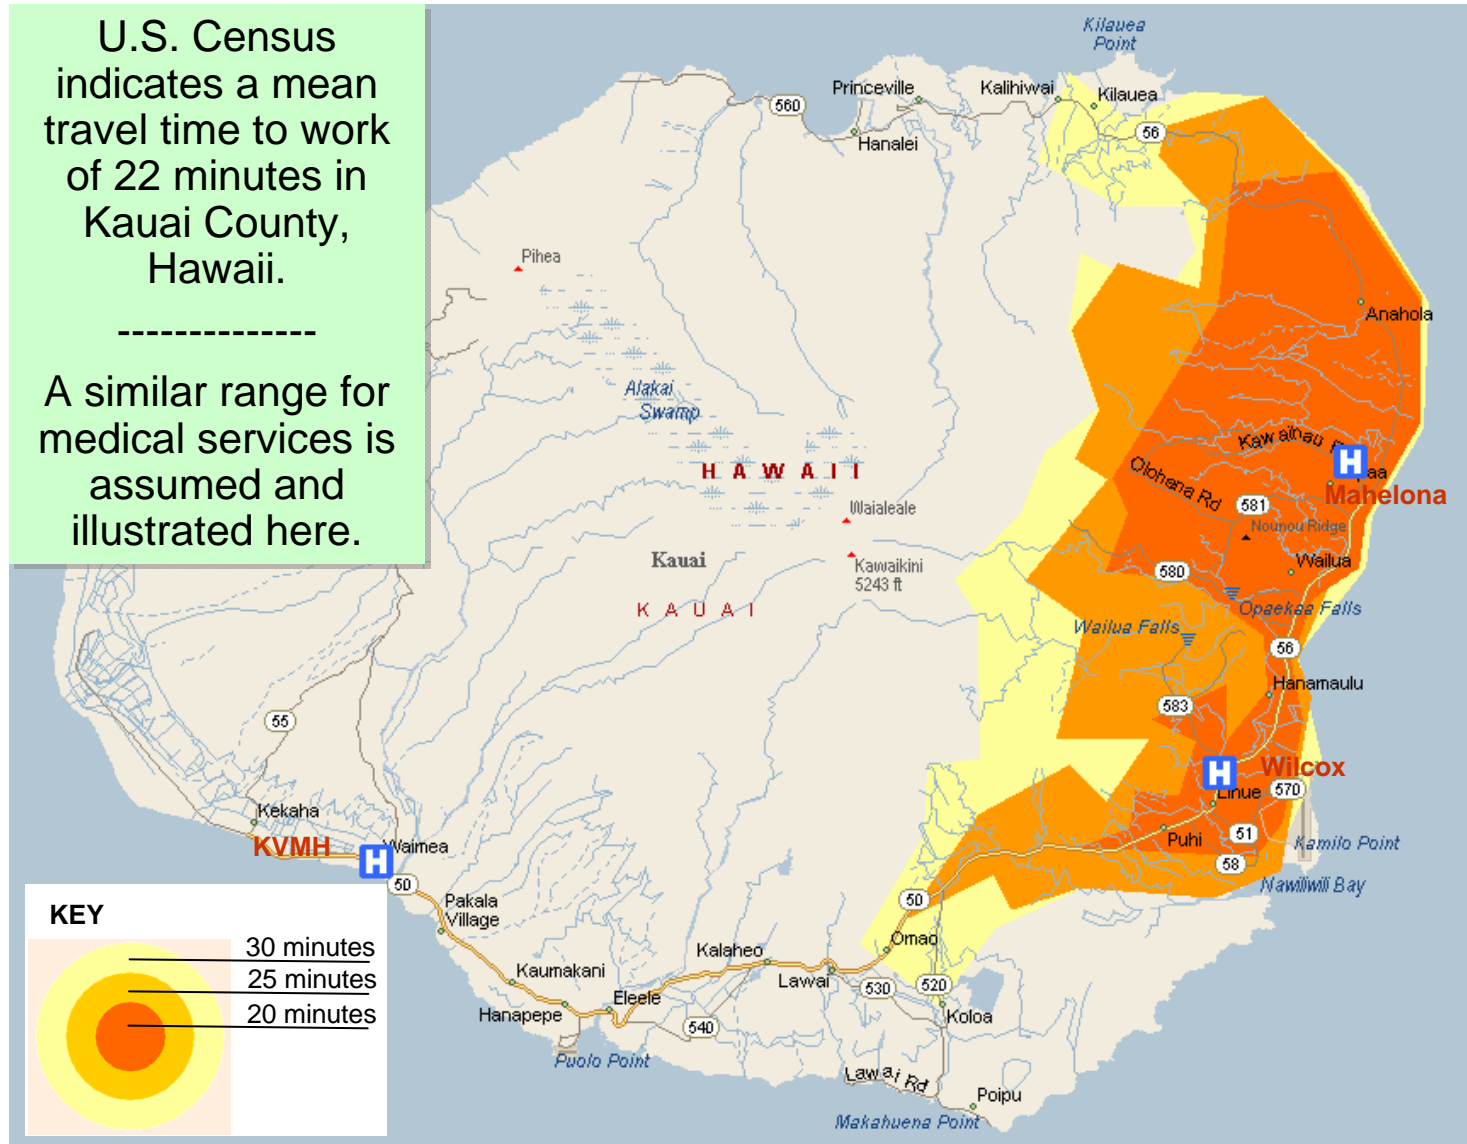 U.S. Census
indicates a mean
travel time to work
of 22 minutes in
Kauai County,
Hawaii.
--------------
A similar range for
medical services is
assumed and
illustrated here.
Kilauea
Point
Princeville
Kalihiwai
Kilauea
560
56
Hanalei
Pihea
Anahola
Alakai
Swamp
Kawaihau
HAWAII
Olohena Rd
H
Mahelona
581
Waialeale
Nounou Ridge
Kauai
Kawaikini
5243 ft
Wailua
580
KAUAI
Opaekaa Falls
Wailua Falls
56
Hanamaulu
583
55
H
Wilcox
570
Lihue
Kekaha
51
Puhi
Kamilo Point
KVMH
H
Waimea
58
50
Nawiliwili Bay
50
Pakala
Village
Omao
Kalaheo
Lawai
Kaumakani
530
520
Eleele
Hanapepe
540
Koloa
Puolo Point
Lawai Rd
Poipu
Makahuena Point
KEY
30 minutes
25 minutes
20 minutes